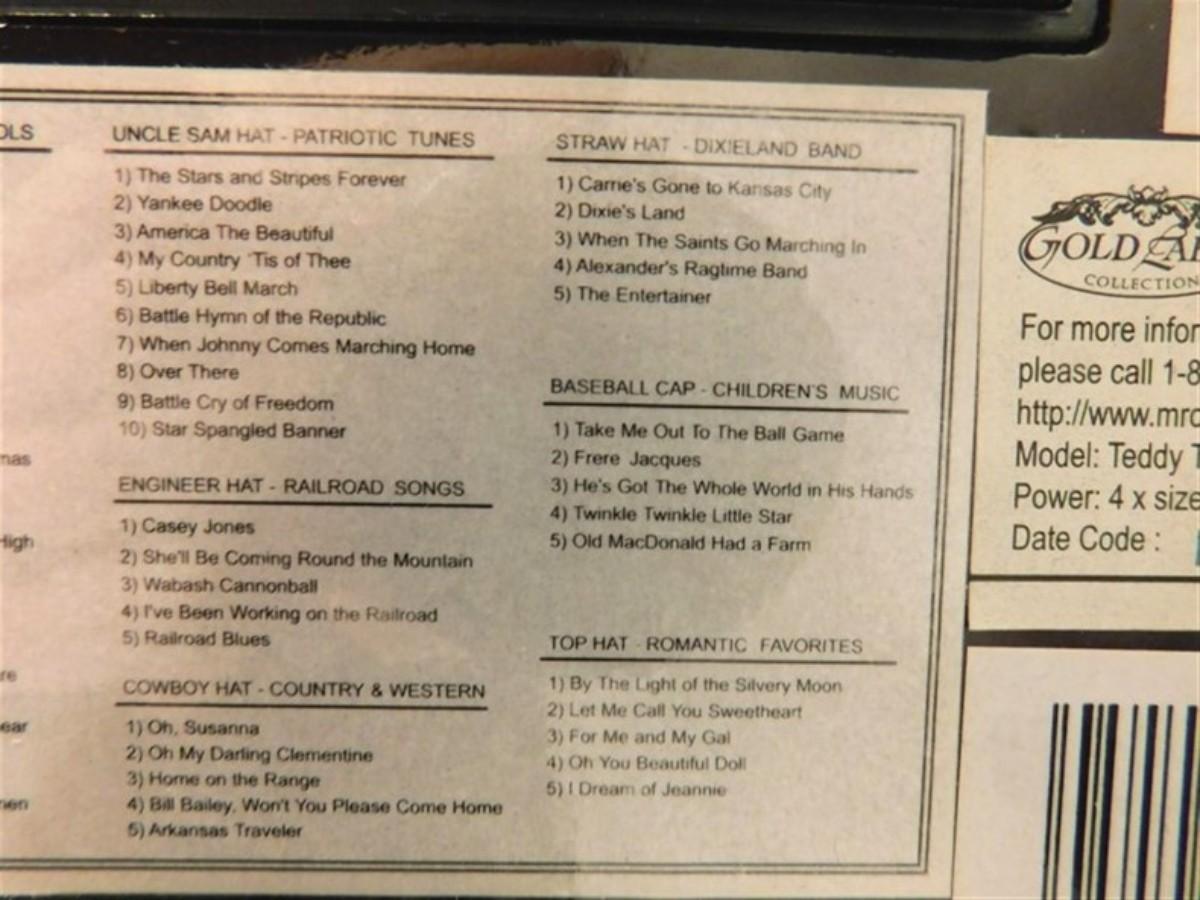 OLS
mas
High
re
ear
men
UNCLE SAM HAT - PATRIOTIC TUNES
1) The Stars and Stripes Forever
2) Yankee Doodle
3) America The Beautiful
4) My Country 'Tis of Thee
5) Liberty Bell March
6) Battle Hymn of the Republic
7) When Johnny Comes Marching Home
8) Over There
9) Battle Cry of Freedom
10) Star Spangled Banner
ENGINEER HAT - RAILROAD SONGS
1) Casey Jones
2) She'll Be Coming Round the Mountain
3) Wabash Cannonball
4) I've Been Working on the Railroad
5) Railroad Blues
COWBOY HAT - COUNTRY & WESTERN
1) Oh, Susanna
2) Oh My Darling Clementine
3) Home on the Range
4) Bill Bailey, Won't You Please Come Home
5) Arkansas Traveler
STRAW HAT - DIXIELAND BAND
1) Carrie's Gone to Kansas City
2) Dixie's Land
3) When The Saints Go Marching In
4) Alexander's Ragtime Band
5) The Entertainer
BASEBALL CAP - CHILDREN'S MUSIC
1) Take Me Out To The Ball Game
2) Frere Jacques
3) He's Got The Whole World in His Hands
4) Twinkle Twinkle Little Star
5) Old MacDonald Had a Farm
TOP HAT - ROMANTIC FAVORITES
1) By The Light of the Silvery Moon
2) Let Me Call You Sweetheart
3) For Me and My Gal
4) Oh You Beautiful Doll
5) I Dream of Jeannie
GOLD LAB
COLLECTION
For more infor
please call 1-8
http://www.mrc
Model: Teddy T
Power: 4 x size
Date Code :